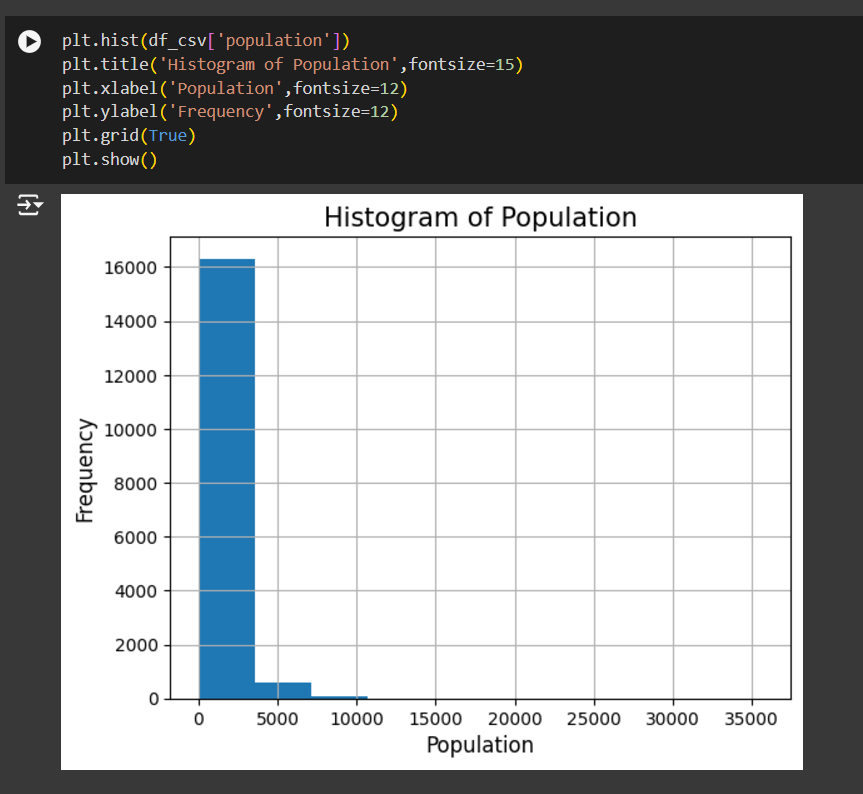 plt.hist(df_csv['population'])
plt.title('Histogram of Population',fontsize=15)
plt.xlabel('Population',fontsize=12)
plt.ylabel('Frequency',fontsize=12)
plt.grid(True)
plt.show()
Histogram of Population
16000
14000
12000
10000
8000
6000
4000
2000
0
Frequency
0 5000 10000 15000 20000 25000 30000 35000
Population